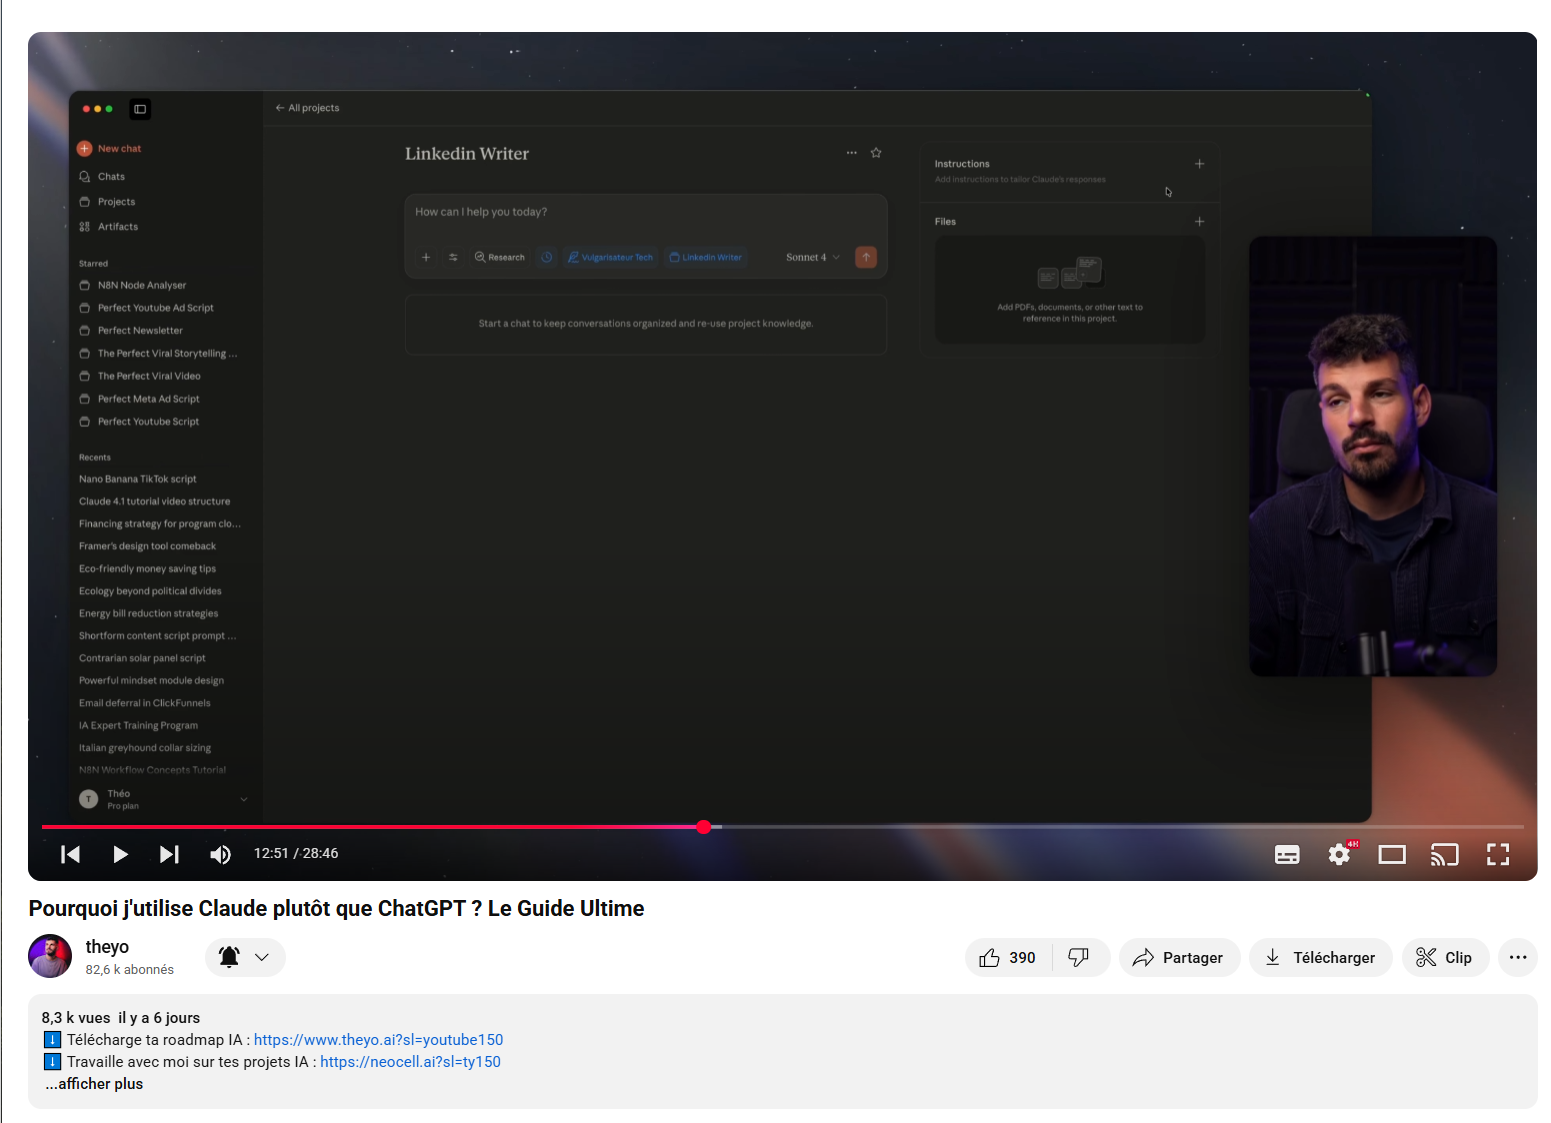 ← All projects
New chat
Chats
Projects
Artifacts
Starred
N8N Node Analyser
Perfect Youtube Ad Script
Perfect Newsletter
The Perfect Viral Storytelling ...
The Perfect Viral Video
Perfect Meta Ad Script
Perfect Youtube Script
Recents
Nano Banana TikTok script
Claude 4.1 tutorial video structure
Financing strategy for program clo...
Framer's design tool comeback
Eco-friendly money saving tips
Ecology beyond political divides
Energy bill reduction strategies
Shortform content script prompt ...
Contrarian solar panel script
Powerful mindset module design
Email deferral in ClickFunnels
IA Expert Training Program
Italian greyhound collar sizing
N8N Workflow Concepts Tutorial
T
Théo
Pro plan
Linkedin Writer
How can I help you today?
Research
Vulgarisateur Tech
Linkedin Writer
Sonnet 4
Start a chat to keep conversations organized and re-use project knowledge.
Instructions
Add instructions to tailor Claude's responses
Files
Add PDFs, documents, or other text to
reference in this project.
12:51 / 28:46
4K
Pourquoi j'utilise Claude plutôt que ChatGPT ? Le Guide Ultime
theyo
82,6 k abonnés
390
Partager
Télécharger
Clip
8,3 k vues il y a 6 jours
Télécharge ta roadmap IA : https://www.theyo.ai?sl=youtube150
Travaille avec moi sur tes projets IA : https://neocell.ai?sl=ty150
...afficher plus